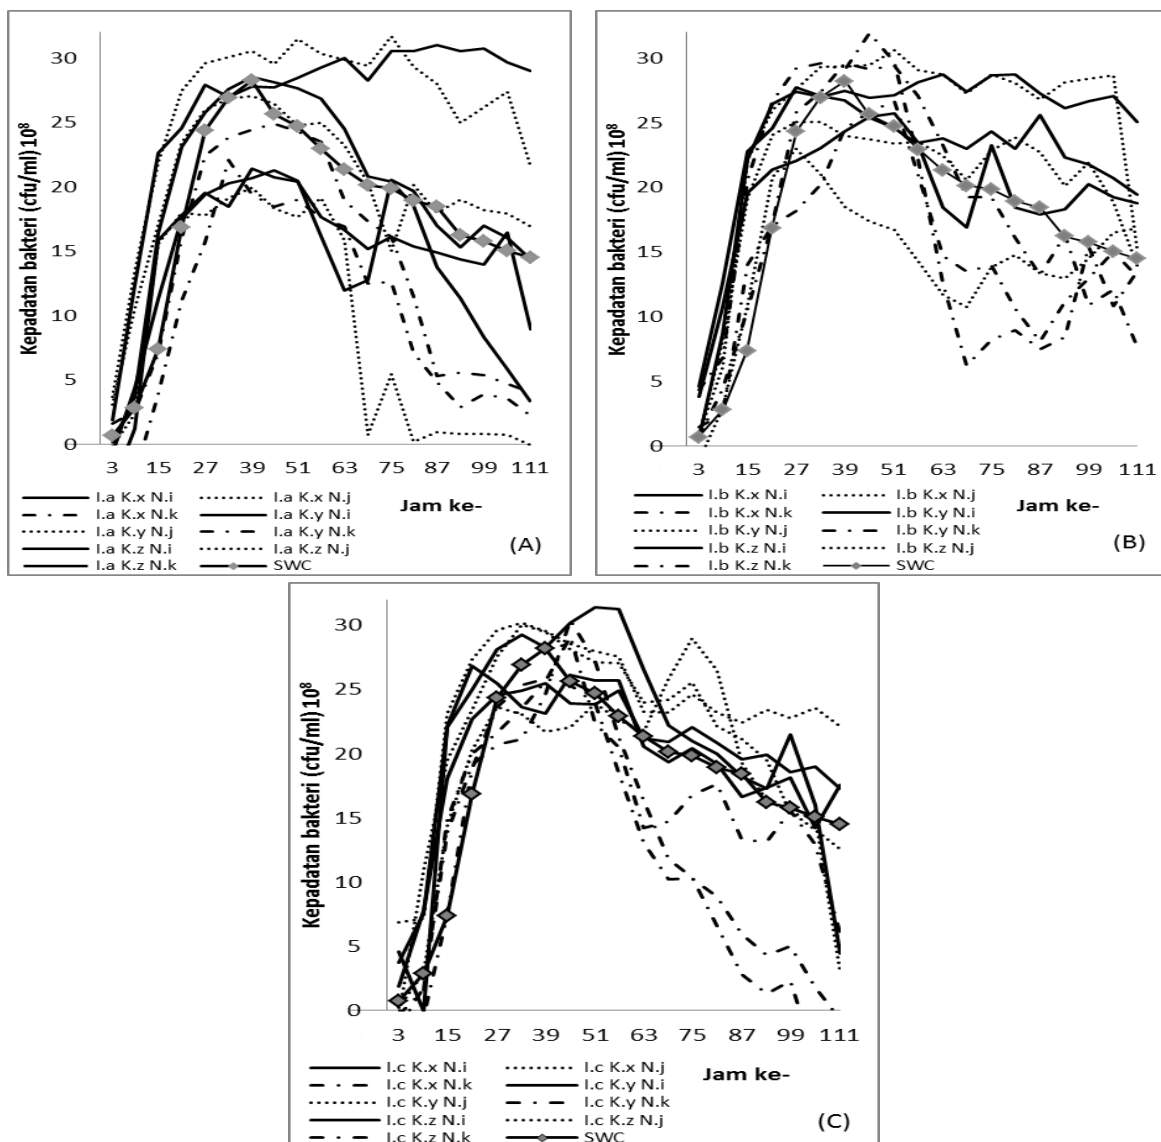 Kepadatan bakteri (cfu/ml) 10⁸
30
25
20
15
10
5
0
3 15 27 39 51 63 75 87 99 111
Jam ke-
I.a K.x N.i I.a K.x N.j
I.a K.x N.k I.a K.y N.i
I.a K.y N.j I.a K.y N.k
I.a K.z N.i I.a K.z N.j
I.a K.z N.k SWC
(A)
Kepadatan bakteri (cfu/ml) 10⁸
30
25
20
15
10
5
0
3 15 27 39 51 63 75 87 99 111
Jam ke-
I.b K.x N.i I.b K.x N.j
I.b K.x N.k I.b K.y N.i
I.b K.y N.j I.b K.y N.k
I.b K.z N.i I.b K.z N.j
I.b K.z N.k SWC
(B)
Kepadatan bakteri (cfu/ml) 10⁸
30
25
20
15
10
5
0
3 15 27 39 51 63 75 87 99 111
Jam ke-
I.c K.x N.i I.c K.x N.j
I.c K.x N.k I.c K.y N.i
I.c K.y N.j I.c K.y N.k
I.c K.z N.i I.c K.z N.j
I.c K.z N.k SWC
(C)